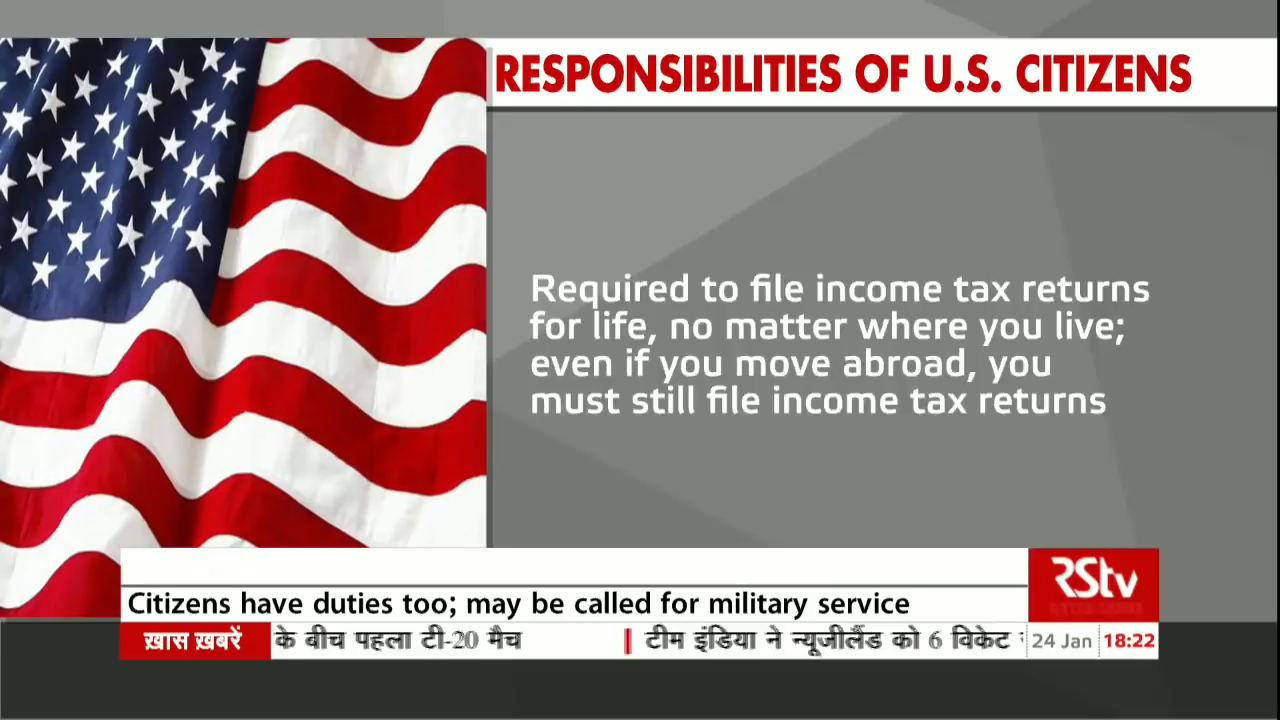 RESPONSIBILITIES OF U.S. CITIZENS
Required to file income tax returns
for life, no matter where you live;
even if you move abroad, you
must still file income tax returns
RStv
Citizens have duties too; may be called for military service
ख़ास ख़बरें के बीच पहला टी-20 मैच | टीम इंडिया ने न्यूजीलैंड को 6 विकेट 24 Jan 18:22